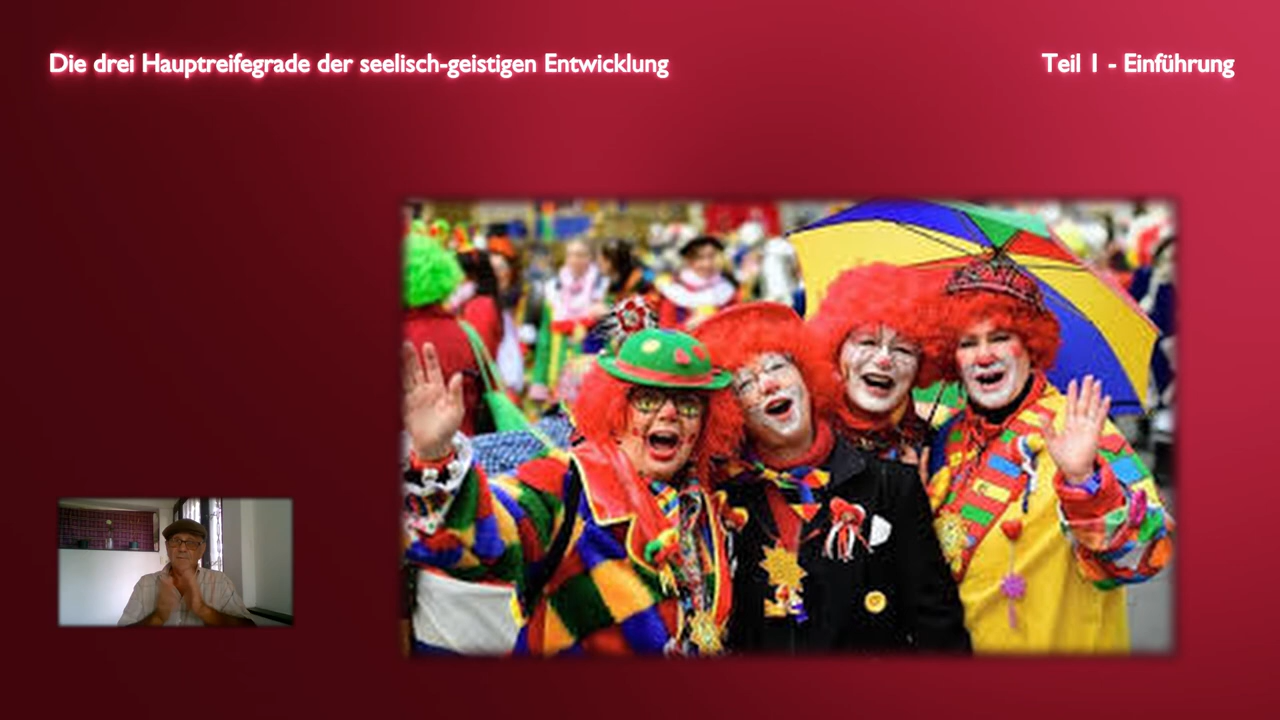 Die drei Hauptreifegrade der seelisch-geistigen Entwicklung
Teil 1 - Einführung